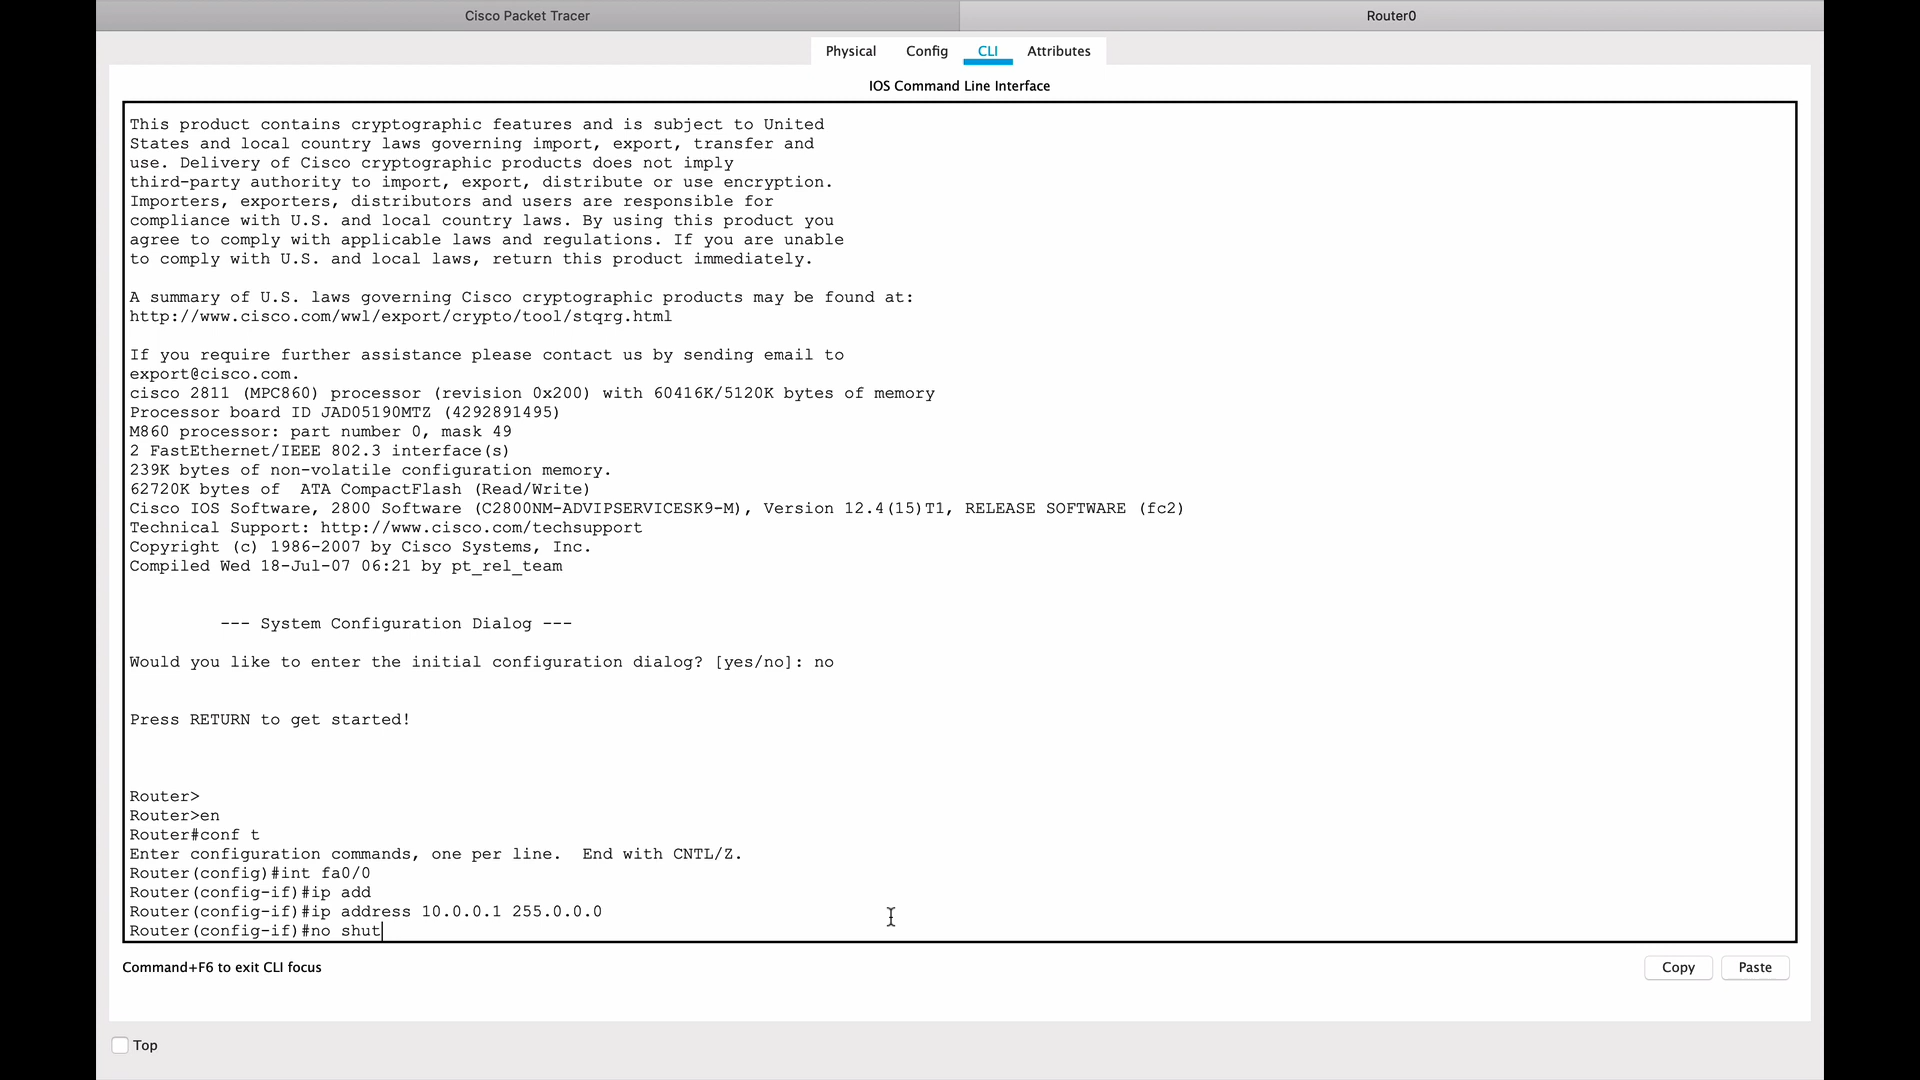 Cisco Packet Tracer Router0
Physical Config CLI Attributes
IOS Command Line Interface
This product contains cryptographic features and is subject to United
States and local country laws governing import, export, transfer and
use. Delivery of Cisco cryptographic products does not imply
third-party authority to import, export, distribute or use encryption.
Importers, exporters, distributors and users are responsible for
compliance with U.S. and local country laws. By using this product you
agree to comply with applicable laws and regulations. If you are unable
to comply with U.S. and local laws, return this product immediately.
A summary of U.S. laws governing Cisco cryptographic products may be found at:
http://www.cisco.com/wwl/export/crypto/tool/stqrg.html
If you require further assistance please contact us by sending email to
export@cisco.com.
cisco 2811 (MPC860) processor (revision 0x200) with 60416K/5120K bytes of memory
Processor board ID JAD05190MTZ (4292891495)
M860 processor: part number 0, mask 49
2 FastEthernet/IEEE 802.3 interface(s)
239K bytes of non-volatile configuration memory.
62720K bytes of  ATA CompactFlash (Read/Write)
Cisco IOS Software, 2800 Software (C2800NM-ADVIPSERVICESK9-M), Version 12.4(15)T1, RELEASE SOFTWARE (fc2)
Technical Support: http://www.cisco.com/techsupport
Copyright (c) 1986-2007 by Cisco Systems, Inc.
Compiled Wed 18-Jul-07 06:21 by pt_rel_team
--- System Configuration Dialog ---
Would you like to enter the initial configuration dialog? [yes/no]: no
Press RETURN to get started!
Router>
Router>en
Router#conf t
Enter configuration commands, one per line.  End with CNTL/Z.
Router(config)#int fa0/0
Router(config-if)#ip add
Router(config-if)#ip address 10.0.0.1 255.0.0.0
Router(config-if)#no shut
Command+F6 to exit CLI focus Copy Paste
Top